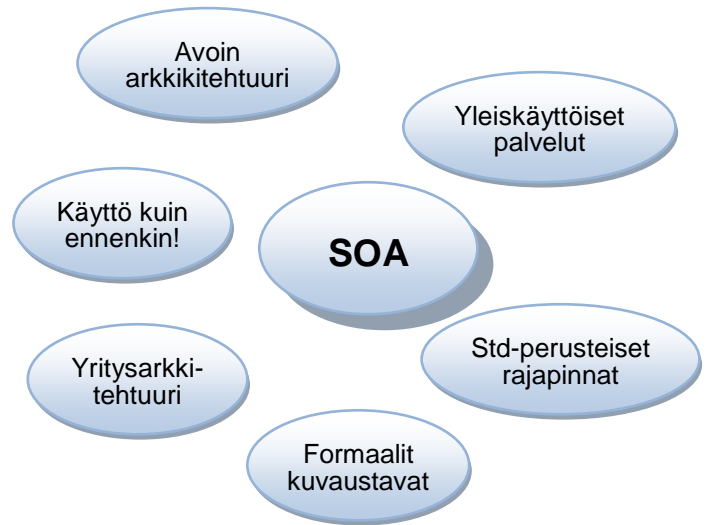 Avoin
arkkikitehtuuri
Yleiskäyttöiset
palvelut
Käyttö kuin
ennenkin!
SOA
Std-perusteiset
rajapinnat
Yritysarkki-
tehtuuri
Formaalit
kuvaustavat